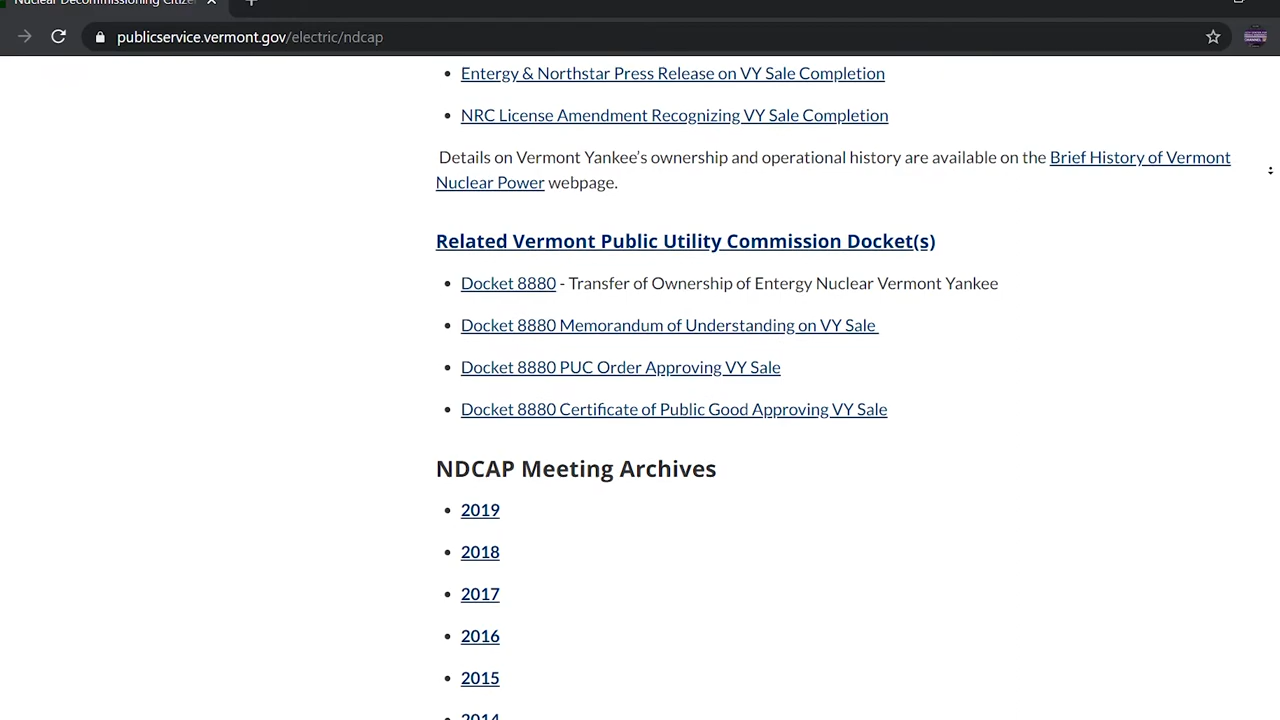 Nuclear Decommissioning Citize
publicservice.vermont.gov/electric/ndcap
Entergy & Northstar Press Release on VY Sale Completion
NRC License Amendment Recognizing VY Sale Completion
Details on Vermont Yankee’s ownership and operational history are available on the Brief History of Vermont
Nuclear Power webpage.
Related Vermont Public Utility Commission Docket(s)
Docket 8880 - Transfer of Ownership of Entergy Nuclear Vermont Yankee
Docket 8880 Memorandum of Understanding on VY Sale
Docket 8880 PUC Order Approving VY Sale
Docket 8880 Certificate of Public Good Approving VY Sale
NDCAP Meeting Archives
2019
2018
2017
2016
2015
2014